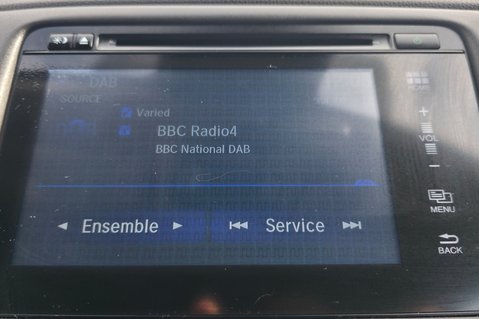 DAB
SOURCE
HOME
Varied
BBC Radio4
BBC National DAB
+
VOL
-
Ensemble
Service
MENU
BACK